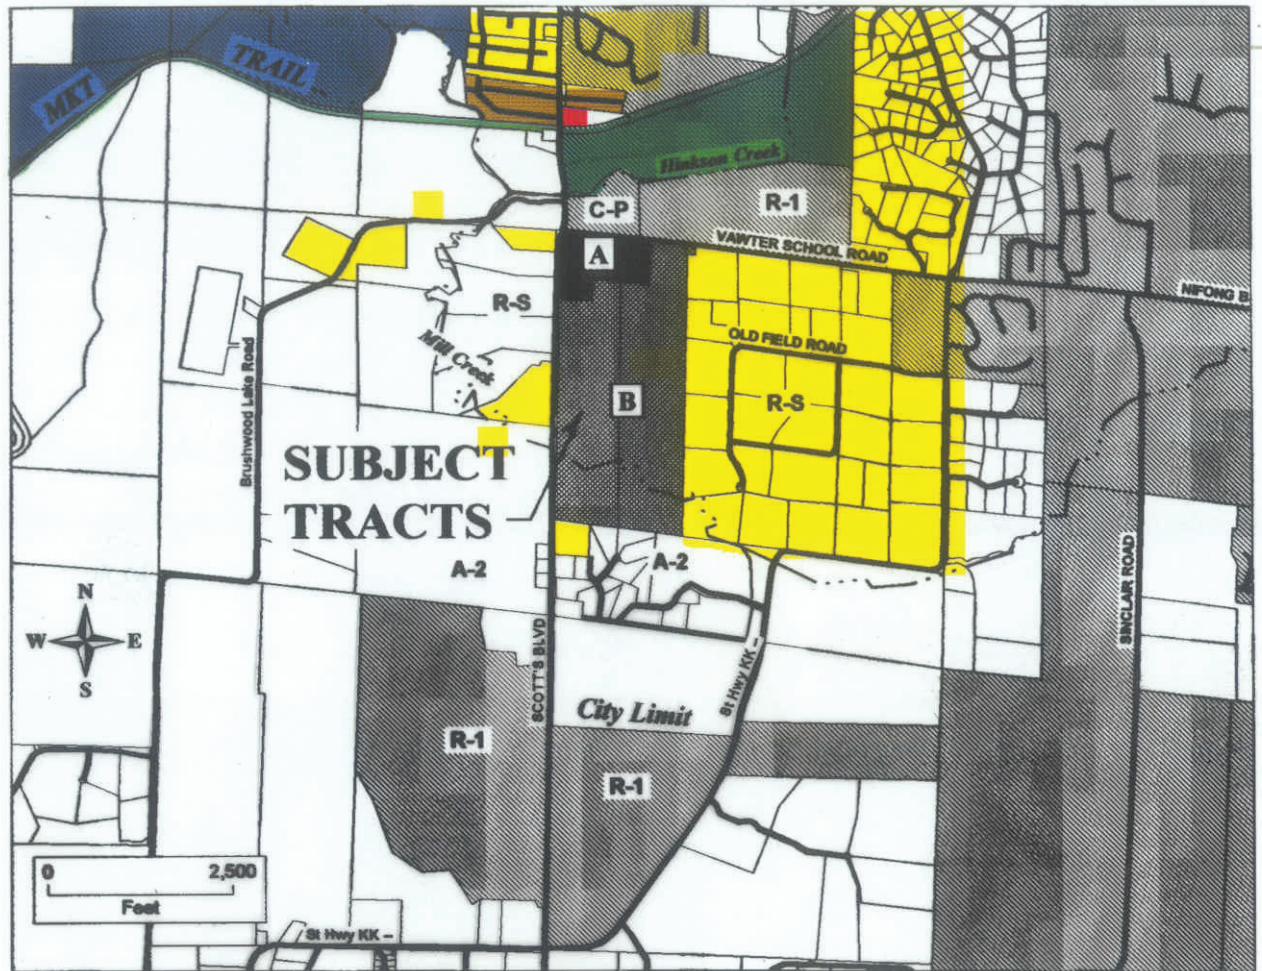 MKT
TRAIL
Hinkson Creek
C-P
R-1
VAWTER SCHOOL ROAD
A
NIFONG B
R-S
Mill Creek
OLD FIELD ROAD
Brushwood Lake Road
B
R-S
SUBJECT
TRACTS
A-2
A-2
N
W
E
S
SCOTT'S BLVD
St Hwy KK
SINCLAIR ROAD
City Limit
R-1
R-1
0
2,500
Feet
St Hwy KK